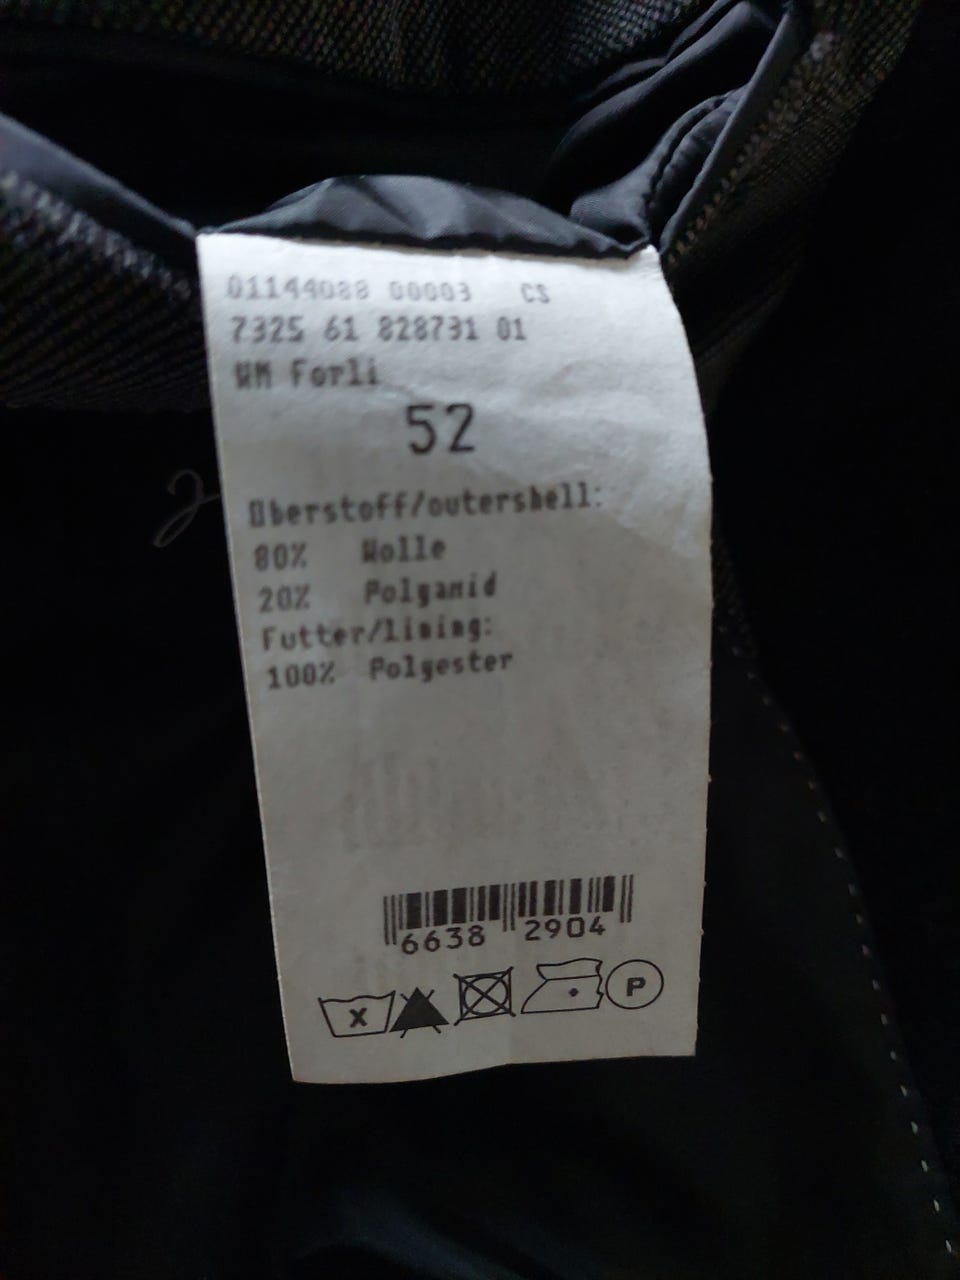 01144088 00003 CS
7325 61 828731 01
WM Forli
52
Oberstoff/outershell:
80% Wolle
20% Polyamid
Futter/lining:
100% Polyester
6638 2904
X P